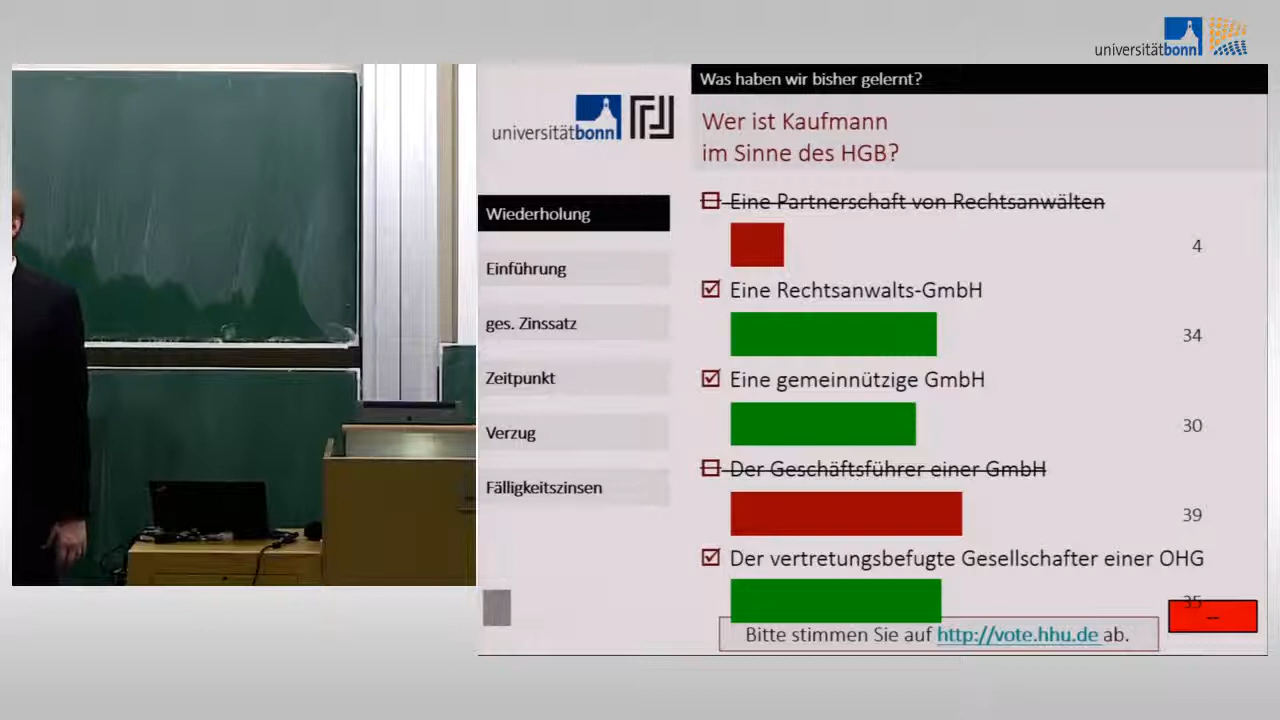 universitätbonn
Was haben wir bisher gelernt?
universitätbonn
Wer ist Kaufmann
im Sinne des HGB?
Wiederholung
Einführung
ges. Zinssatz
Zeitpunkt
Verzug
Fälligkeitszinsen
Eine Partnerschaft von Rechtsanwälten
4
Eine Rechtsanwalts-GmbH
34
Eine gemeinnützige GmbH
30
Der Geschäftsführer einer GmbH
39
Der vertretungsbefugte Gesellschafter einer OHG
35
--
Bitte stimmen Sie auf http://vote.hhu.de ab.